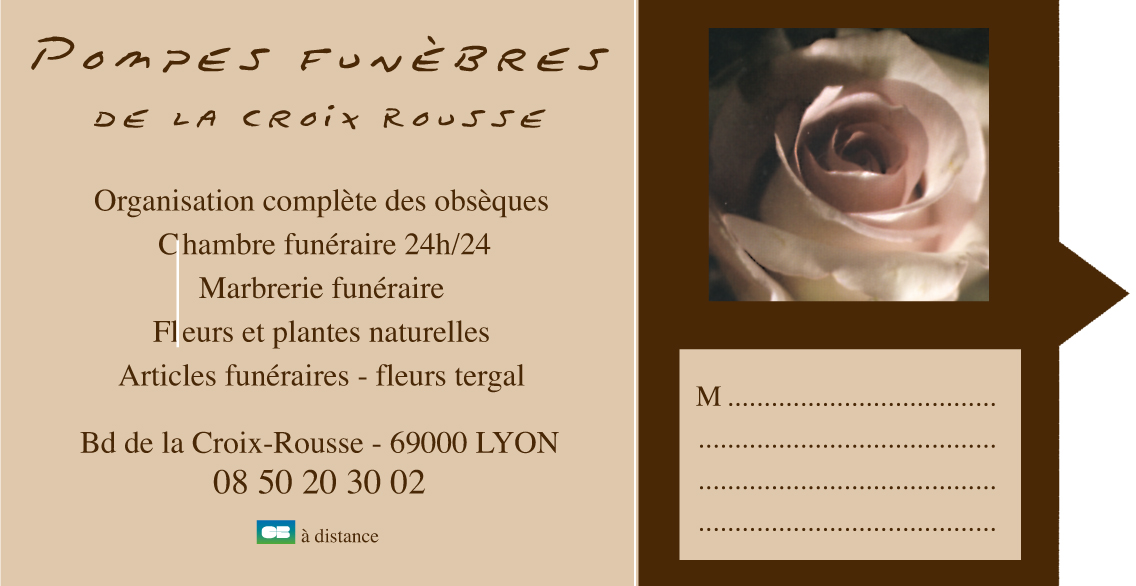 POMPES FUNÈBRES
DE LA CROIX ROUSSE
Organisation complète des obsèques
Chambre funéraire 24h/24
Marbrerie funéraire
Fleurs et plantes naturelles
Articles funéraires - fleurs tergal
Bd de la Croix-Rousse - 69000 LYON
08 50 20 30 02
CB à distance
M .....................................
.........................................
.........................................
.........................................